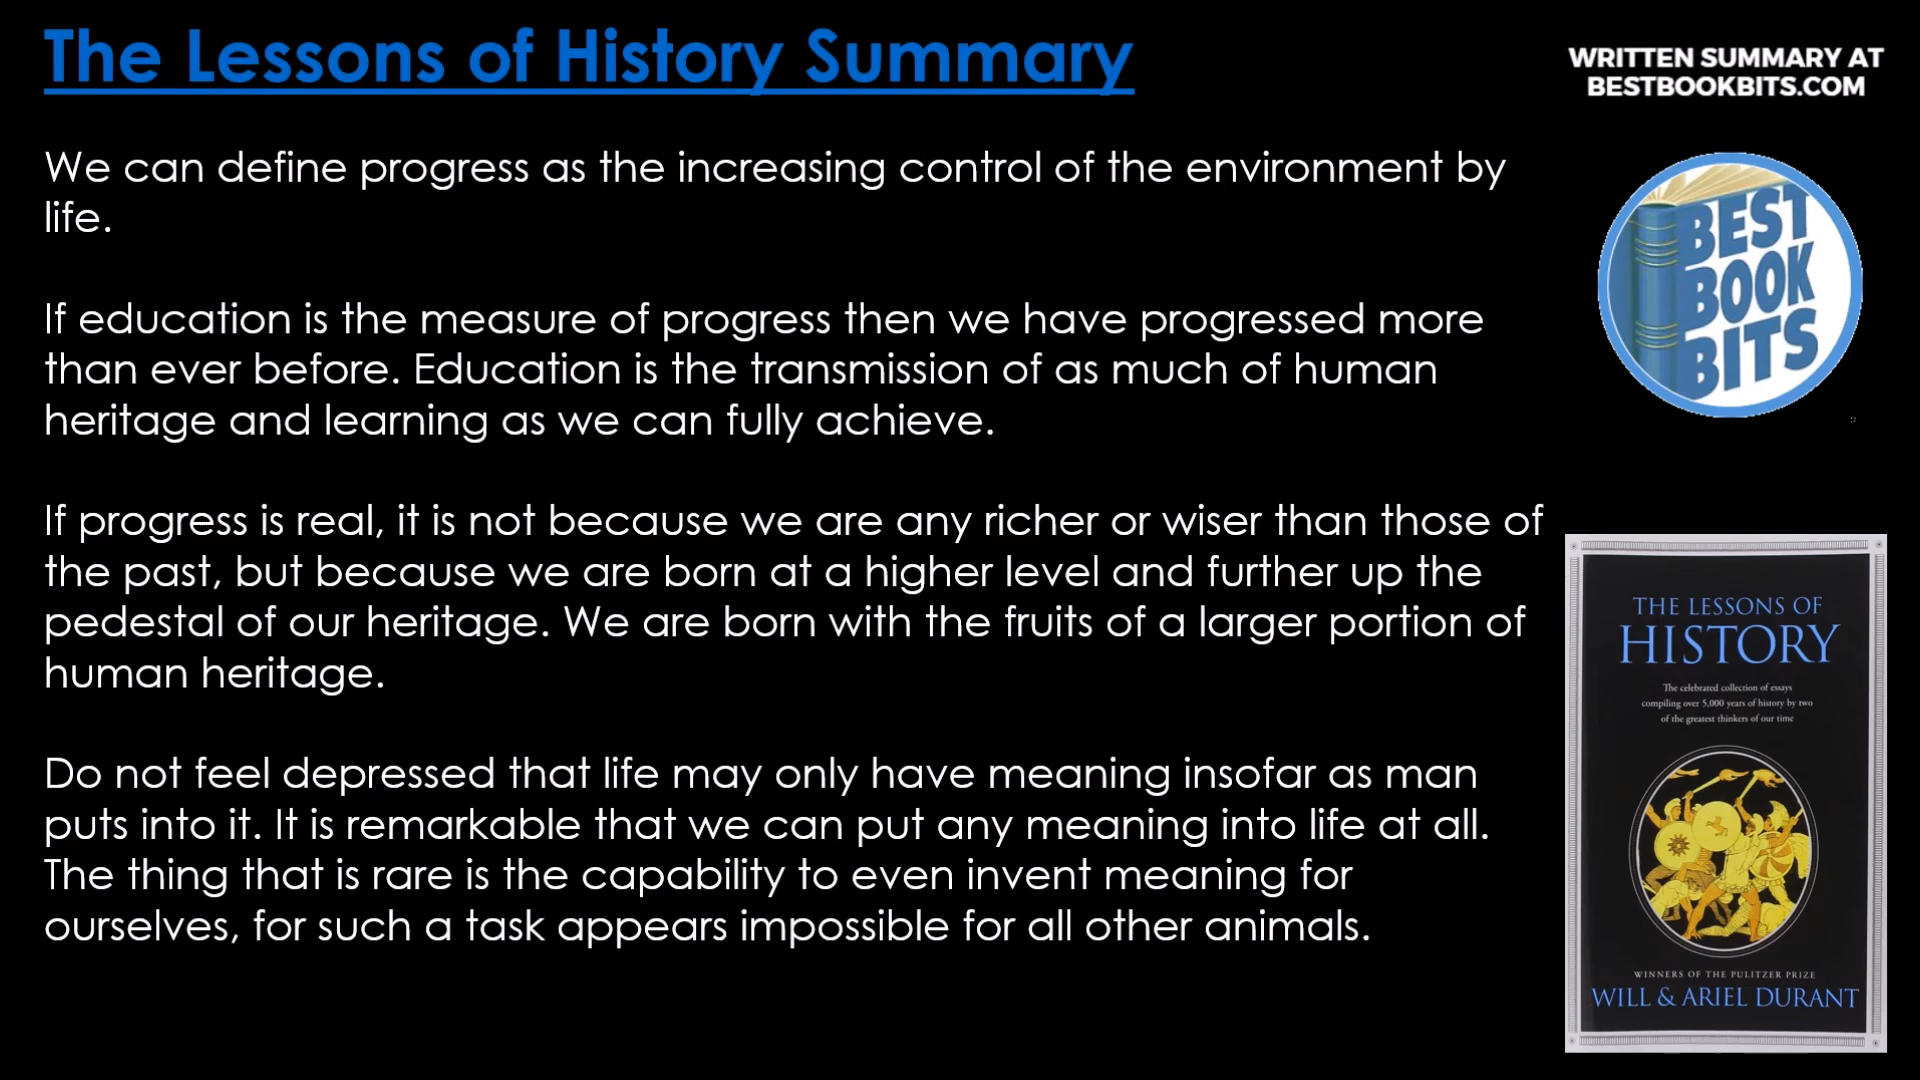 The Lessons of History Summary
WRITTEN SUMMARY AT
BESTBOOKBITS.COM
We can define progress as the increasing control of the environment by
life.
If education is the measure of progress then we have progressed more
than ever before. Education is the transmission of as much of human
heritage and learning as we can fully achieve.
If progress is real, it is not because we are any richer or wiser than those of
the past, but because we are born at a higher level and further up the
pedestal of our heritage. We are born with the fruits of a larger portion of
human heritage.
Do not feel depressed that life may only have meaning insofar as man
puts into it. It is remarkable that we can put any meaning into life at all.
The thing that is rare is the capability to even invent meaning for
ourselves, for such a task appears impossible for all other animals.
BEST
BOOK
BITS
THE LESSONS OF
HISTORY
The celebrated collection of essays
compiling over 5,000 years of history by two
of the greatest thinkers of our time
WINNERS OF THE PULITZER PRIZE
WILL & ARIEL DURANT